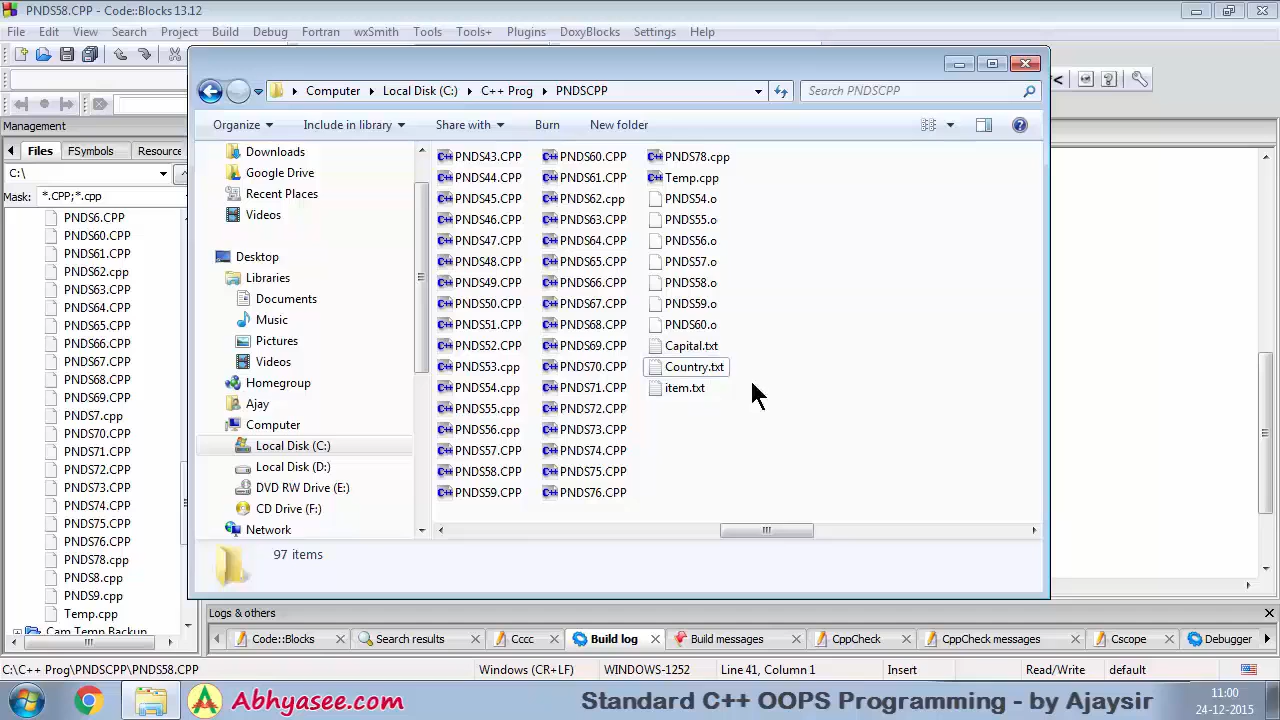 PNDS58.CPP - Code::Blocks 13.12
File Edit View Search Project Build Debug Fortran wxSmith Tools Tools+ Plugins DoxyBlocks Settings Help
Computer Local Disk (C:) C++ Prog PNDSCPP
Search PNDSCPP
Management
Organize Include in library Share with Burn New folder
Files FSymbols Resource
C:\
Mask: *.CPP;*.cpp
PNDS6.CPP
PNDS60.CPP
PNDS61.CPP
PNDS62.cpp
PNDS63.CPP
PNDS64.CPP
PNDS65.CPP
PNDS66.CPP
PNDS67.CPP
PNDS68.CPP
PNDS69.CPP
PNDS7.cpp
PNDS70.CPP
PNDS71.CPP
PNDS72.CPP
PNDS73.CPP
PNDS74.CPP
PNDS75.CPP
PNDS76.CPP
PNDS78.cpp
PNDS8.cpp
PNDS9.cpp
Temp.cpp
Cam Temp Backup
Downloads
Google Drive
Recent Places
Videos
Desktop
Libraries
Documents
Music
Pictures
Videos
Homegroup
Ajay
Computer
Local Disk (C:)
Local Disk (D:)
DVD RW Drive (E:)
CD Drive (F:)
Network
PNDS43.CPP
PNDS44.CPP
PNDS45.CPP
PNDS46.CPP
PNDS47.CPP
PNDS48.CPP
PNDS49.CPP
PNDS50.CPP
PNDS51.CPP
PNDS52.CPP
PNDS53.cpp
PNDS54.cpp
PNDS55.cpp
PNDS56.cpp
PNDS57.CPP
PNDS58.CPP
PNDS59.CPP
PNDS60.CPP
PNDS61.CPP
PNDS62.cpp
PNDS63.CPP
PNDS64.CPP
PNDS65.CPP
PNDS66.CPP
PNDS67.CPP
PNDS68.CPP
PNDS69.CPP
PNDS70.CPP
PNDS71.CPP
PNDS72.CPP
PNDS73.CPP
PNDS74.CPP
PNDS75.CPP
PNDS76.CPP
PNDS78.cpp
Temp.cpp
PNDS54.o
PNDS55.o
PNDS56.o
PNDS57.o
PNDS58.o
PNDS59.o
PNDS60.o
Capital.txt
Country.txt
item.txt
97 items
Logs & others
Code::Blocks Search results Cccc Build log Build messages CppCheck CppCheck messages Cscope Debugger
C:\C++ Prog\PNDSCPP\PNDS58.CPP Windows (CR+LF) WINDOWS-1252 Line 41, Column 1 Insert Read/Write default
Abhyasee.com Standard C++ OOPS Programming - by Ajaysir
11:00
24-12-2015